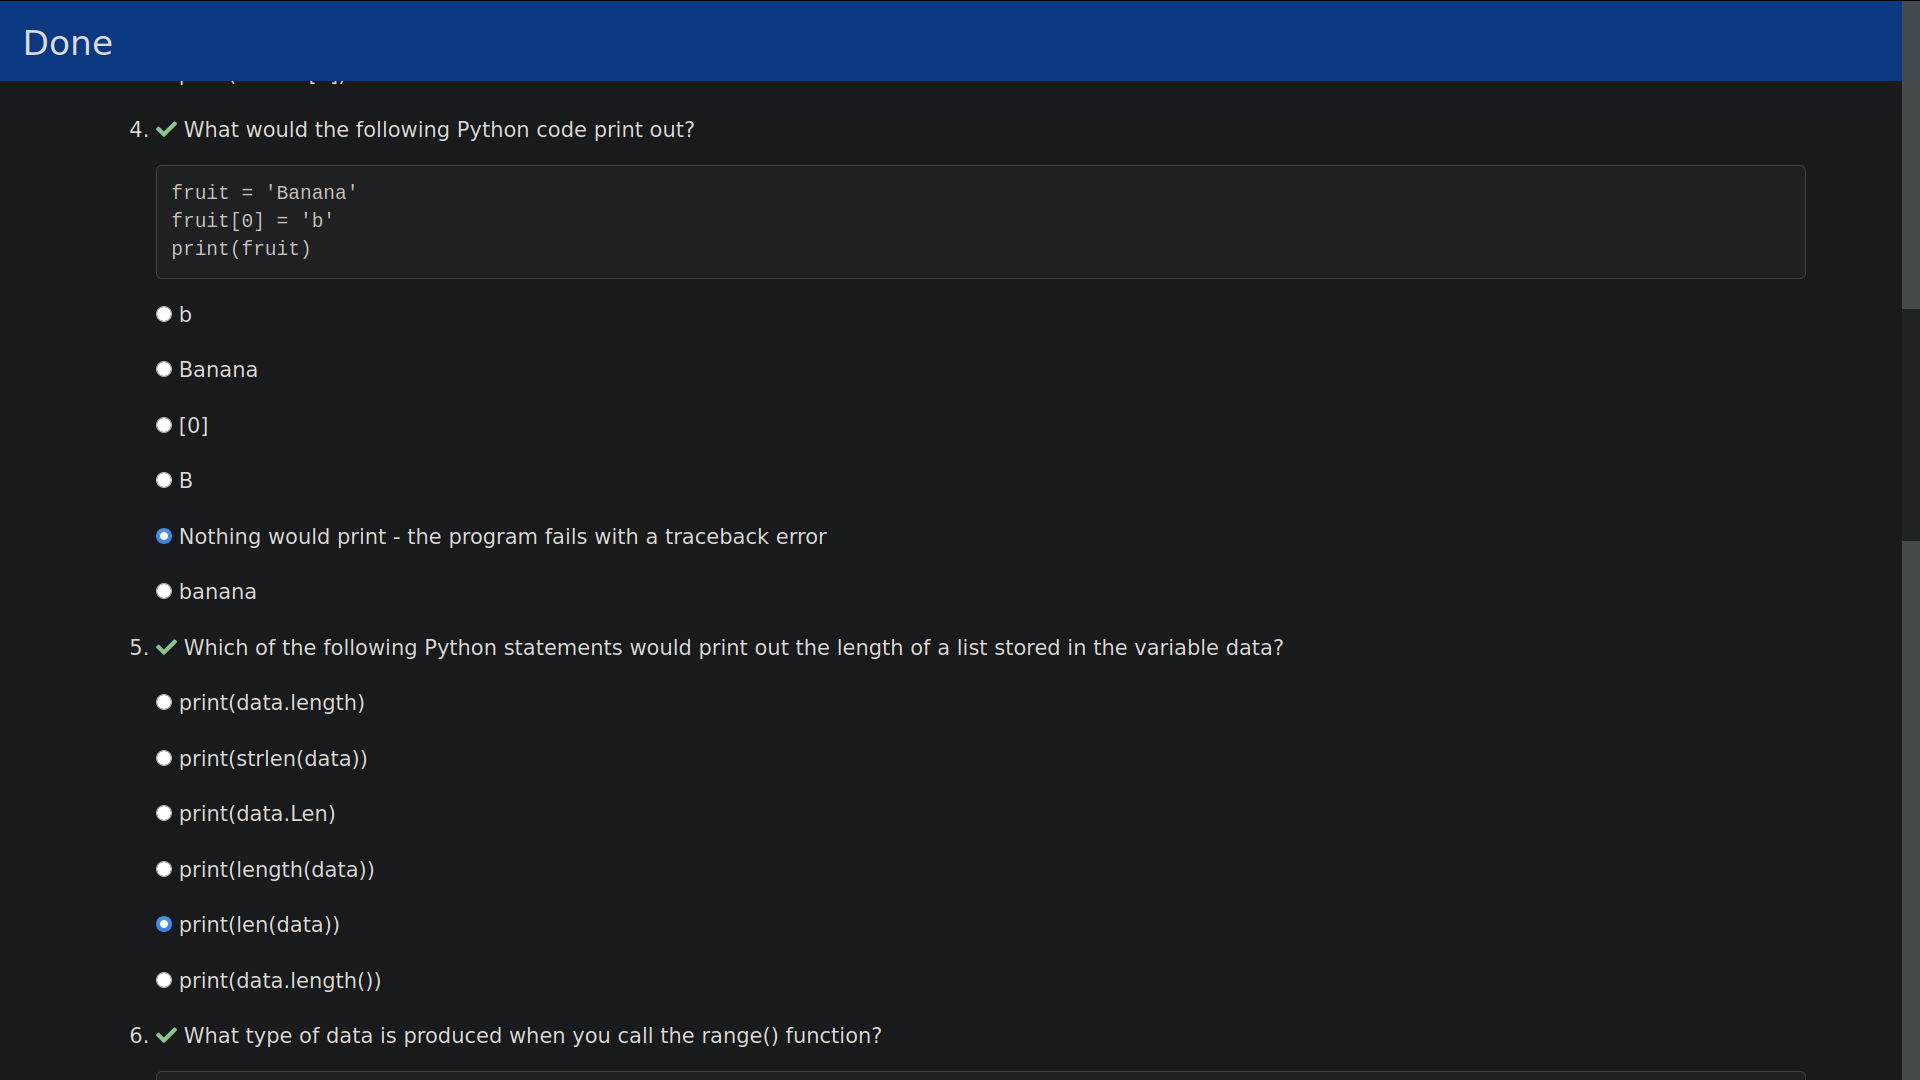 Done
4. What would the following Python code print out?
fruit = 'Banana'
fruit[0] = 'b'
print(fruit)
b
Banana
[0]
B
Nothing would print - the program fails with a traceback error
banana
5. Which of the following Python statements would print out the length of a list stored in the variable data?
print(data.length)
print(strlen(data))
print(data.Len)
print(length(data))
print(len(data))
print(data.length())
6. What type of data is produced when you call the range() function?